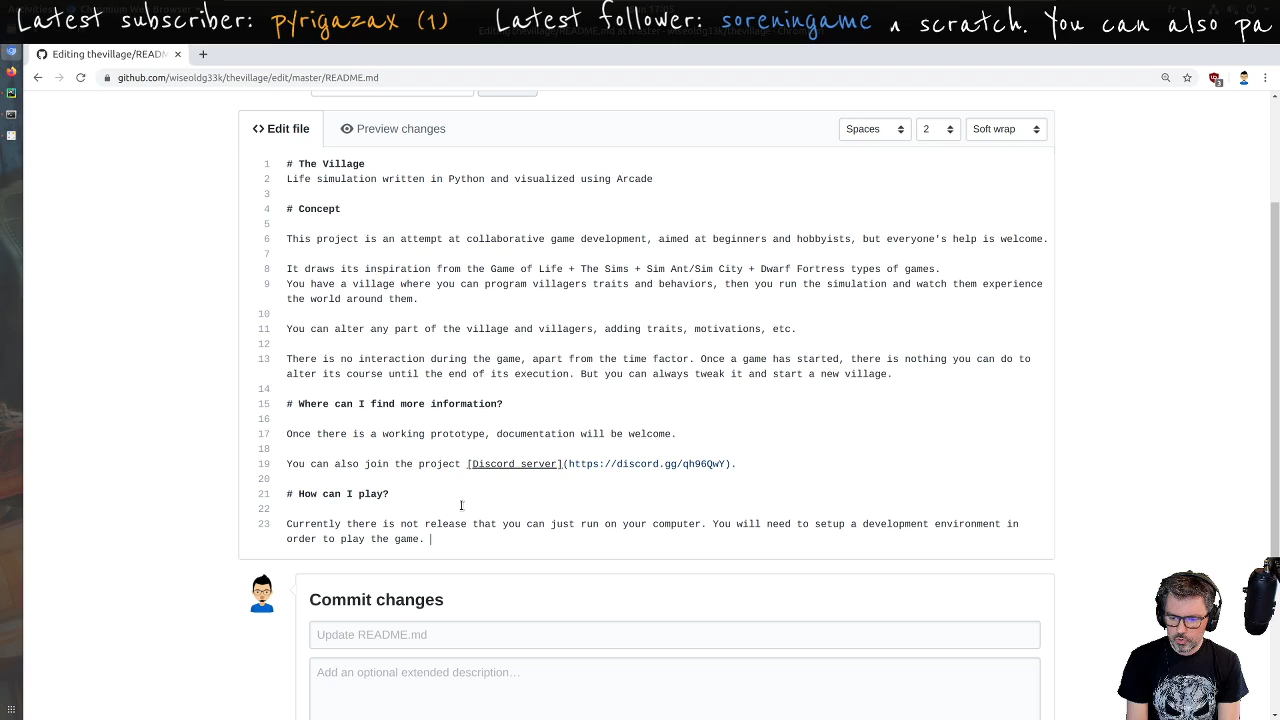 Latest subscriber: pyrigazax (1) Latest follower: soreningame n scratch. You can also pa
Editing thevillage/READM
github.com/wiseoldg33k/thevillage/edit/master/README.md
Edit file
Preview changes
Spaces
2
Soft wrap
1 # The Village
2 Life simulation written in Python and visualized using Arcade
3
4 # Concept
5
6 This project is an attempt at collaborative game development, aimed at beginners and hobbyists, but everyone's help is welcome.
7
8 It draws its inspiration from the Game of Life + The Sims + Sim Ant/Sim City + Dwarf Fortress types of games.
9 You have a village where you can program villagers traits and behaviors, then you run the simulation and watch them experience
the world around them.
10
11 You can alter any part of the village and villagers, adding traits, motivations, etc.
12
13 There is no interaction during the game, apart from the time factor. Once a game has started, there is nothing you can do to
alter its course until the end of its execution. But you can always tweak it and start a new village.
14
15 # Where can I find more information?
16
17 Once there is a working prototype, documentation will be welcome.
18
19 You can also join the project [Discord server](https://discord.gg/qh96QwY).
20
21 # How can I play?
22
23 Currently there is not release that you can just run on your computer. You will need to setup a development environment in
order to play the game.
Commit changes
Update README.md
Add an optional extended description…